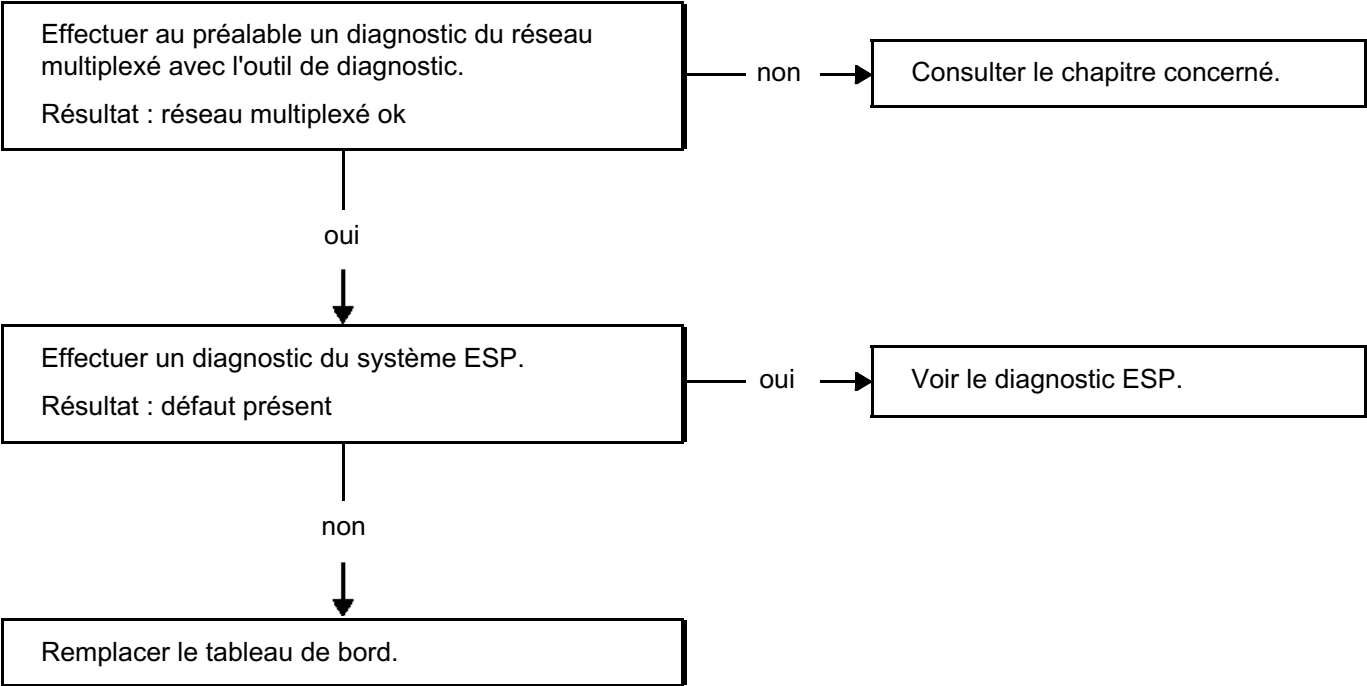 Effectuer au préalable un diagnostic du réseau
multiplexé avec l'outil de diagnostic.
Résultat : réseau multiplexé ok
non
Consulter le chapitre concerné.
oui
Effectuer un diagnostic du système ESP.
Résultat : défaut présent
oui
Voir le diagnostic ESP.
non
Remplacer le tableau de bord.